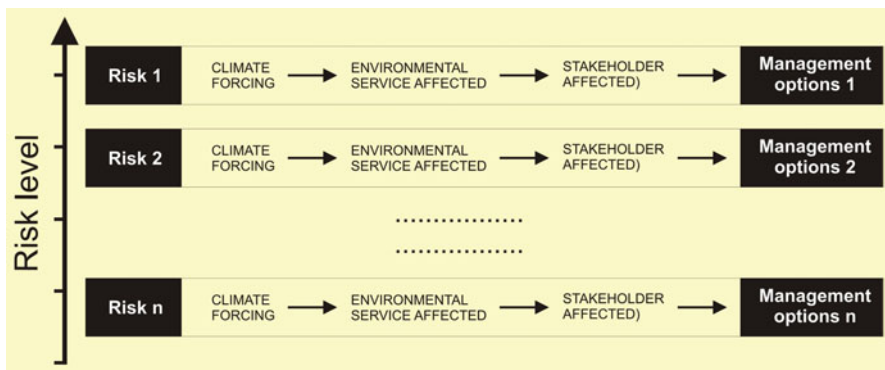 Risk level
Risk 1
CLIMATE
FORCING
ENVIRONMENTAL
SERVICE AFFECTED
STAKEHOLDER
AFFECTED)
Management
options 1
Risk 2
CLIMATE
FORCING
ENVIRONMENTAL
SERVICE AFFECTED
STAKEHOLDER
AFFECTED)
Management
options 2
.................
.................
Risk n
CLIMATE
FORCING
ENVIRONMENTAL
SERVICE AFFECTED
STAKEHOLDER
AFFECTED)
Management
options n